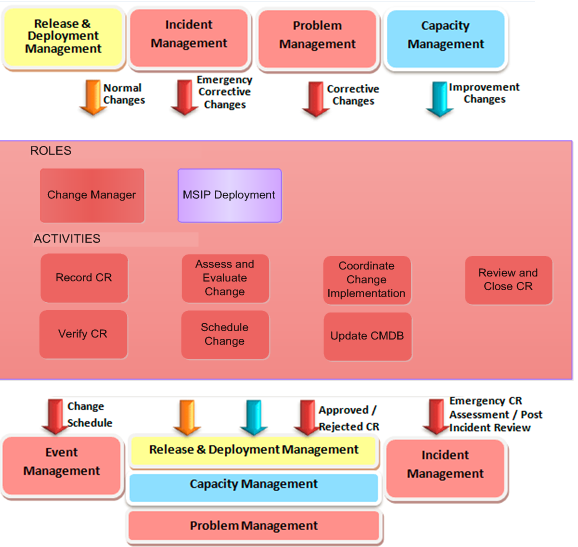 Release &
Deployment
Management
Incident
Management
Problem
Management
Capacity
Management
Normal
Changes
Emergency
Corrective
Changes
Corrective
Changes
Improvement
Changes
ROLES
Change Manager
MSIP Deployment
ACTIVITIES
Record CR
Assess and
Evaluate
Change
Coordinate
Change
Implementation
Review and
Close CR
Verify CR
Schedule
Change
Update CMDB
Change
Schedule
Approved /
Rejected CR
Emergency CR
Assessment / Post
Incident Review
Event
Management
Release & Deployment Management
Capacity Management
Problem Management
Incident
Management